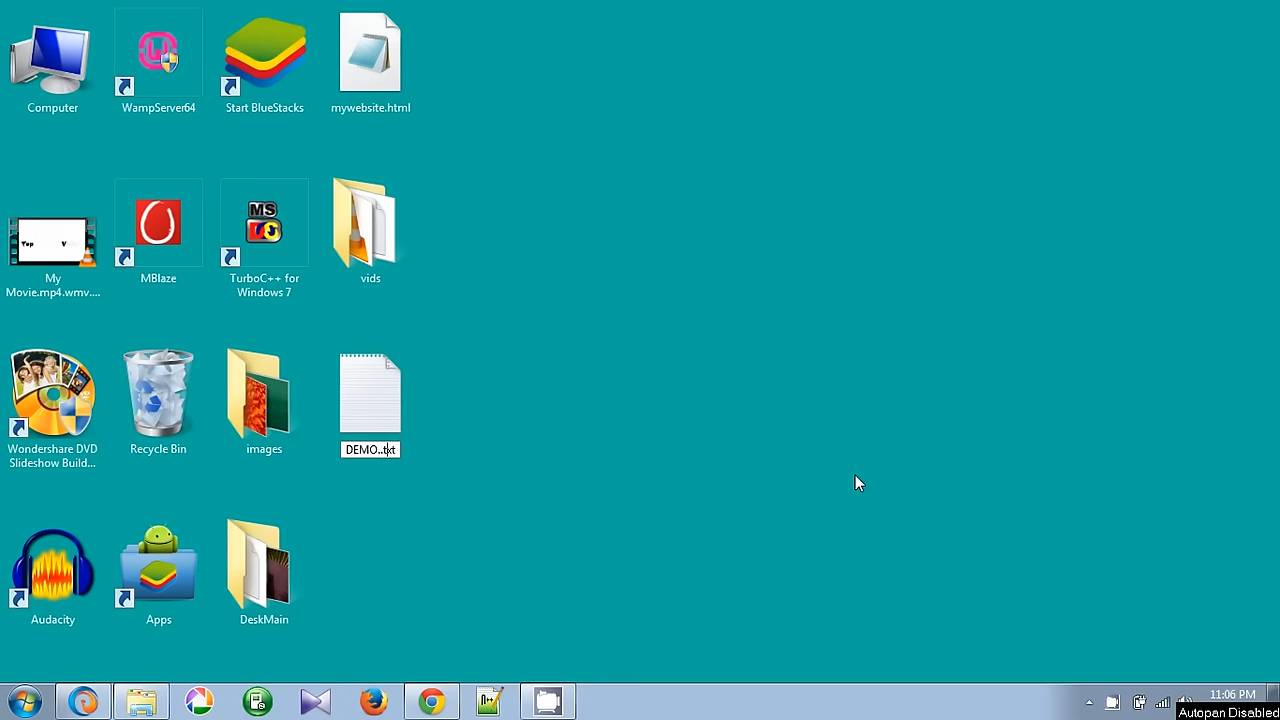 Computer
WampServer64
Start BlueStacks
mywebsite.html
My
Movie.mp4.wmv....
MBlaze
MS
TurboC++ for
Windows 7
vids
Wondershare DVD
Slideshow Build...
Recycle Bin
images
DEMO..txt
Audacity
Apps
DeskMain
11:06 PM
Autopan Disabled